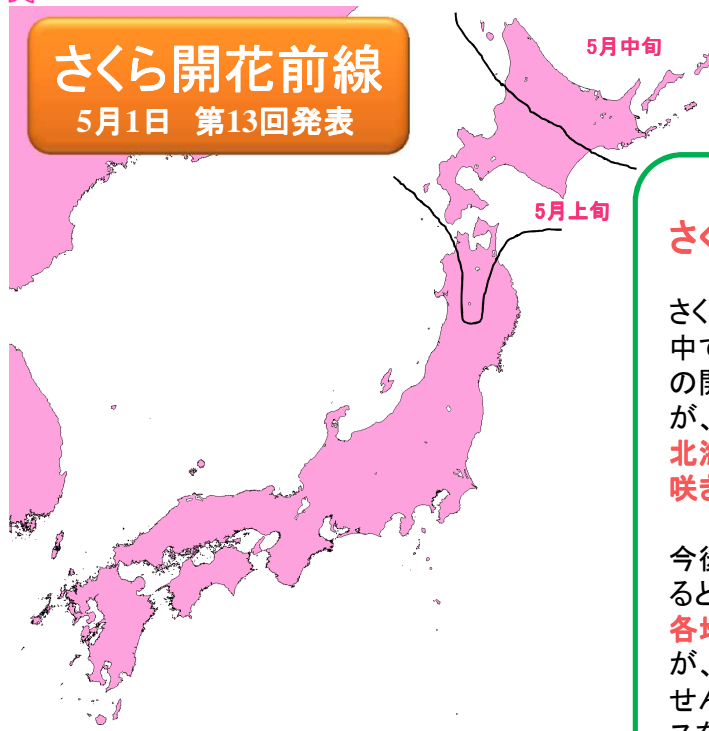 さくら開花前線
5月1日 第13回発表
5月中旬
5月上旬
さく
さく
中で
の開
が、
北海
咲き
今後
ると
各地
が、
せん